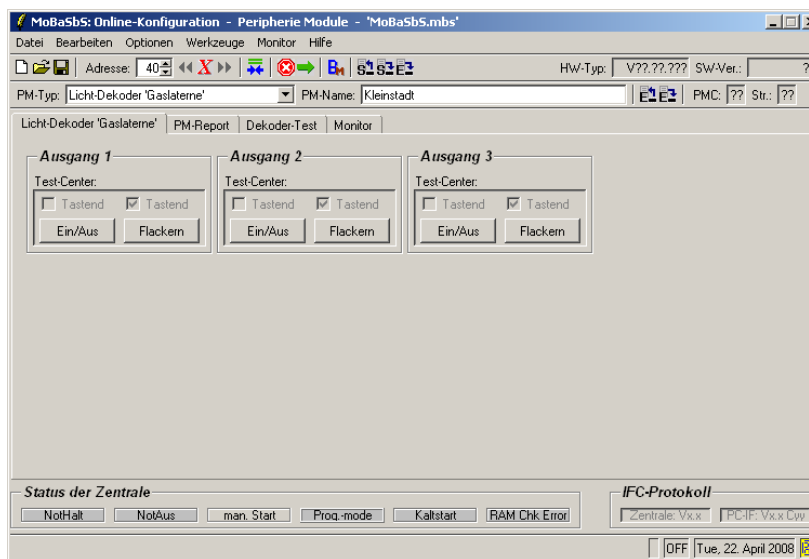 MoBaSbS: Online-Konfiguration - Peripherie Module - 'MoBaSbS.mbs'
Datei Bearbeiten Optionen Werkzeuge Monitor Hilfe
Adresse: 40 X BM S S E HW-Typ: V??.??.??? SW-Ver.: ?
PM-Typ: Licht-Dekoder 'Gaslaterne' PM-Name: Kleinstadt E E PMC: ?? Str.: ??
Licht-Dekoder 'Gaslaterne' PM-Report Dekoder-Test Monitor
Ausgang 1 Ausgang 2 Ausgang 3
Test-Center: Test-Center: Test-Center:
Tastend Tastend Tastend Tastend Tastend Tastend
Ein/Aus Flackern Ein/Aus Flackern Ein/Aus Flackern
Status der Zentrale IFC-Protokoll
NotHalt NotAus man. Start Prog.-mode Kaltstart RAM Chk Error Zentrale: Vx.x PC-IF: Vx.x Cyy
OFF Tue, 22. April 2008